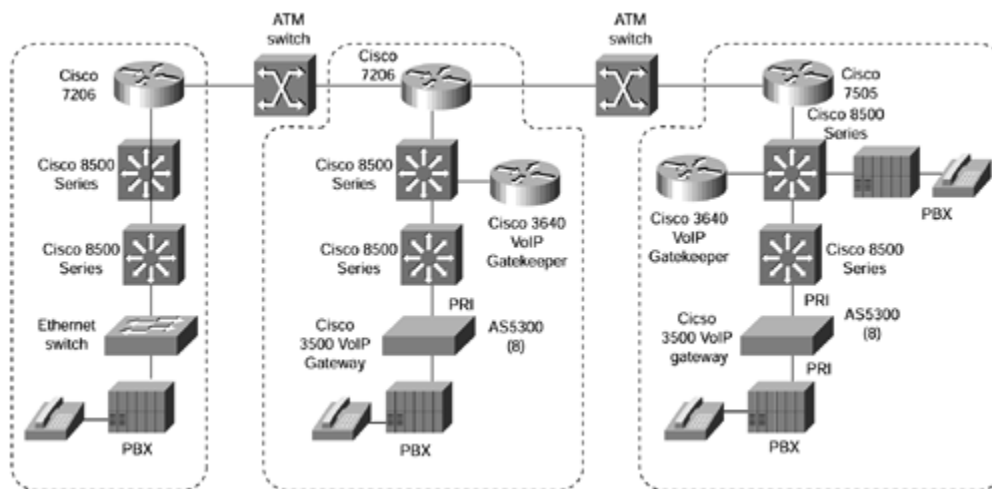 ATM
switch
ATM
switch
Cisco
7206
Cisco
7206
Cisco
7505
Cisco 8500
Series
Cisco 8500
Series
Cisco 8500
Series
Cisco 3640
VoIP
Gatekeeper
Cisco 3640
VoIP
Gatekeeper
PBX
Cisco 8500
Series
Cisco 8500
Series
Cisco 8500
Series
Ethernet
switch
Cisco
3500 VoIP
Gateway
PRI
AS5300
(8)
Cicso
3500 VoIP
gateway
PRI
AS5300
(8)
PRI
PBX
PBX
PBX